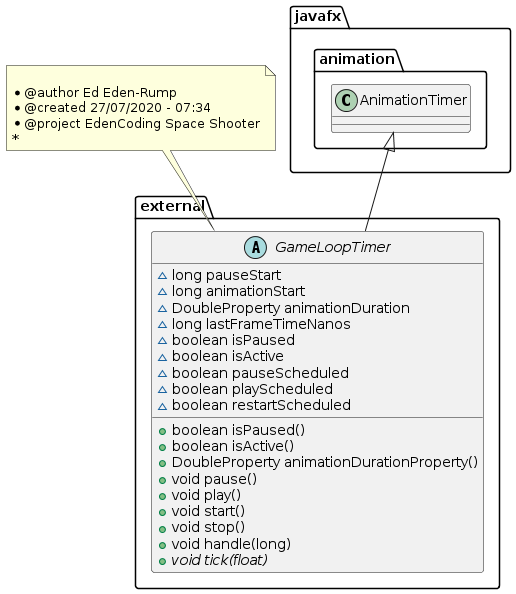 javafx
animation
C AnimationTimer
* @author Ed Eden-Rump
* @created 27/07/2020 - 07:34
* @project EdenCoding Space Shooter
*
external
A GameLoopTimer
~ long pauseStart
~ long animationStart
~ DoubleProperty animationDuration
~ long lastFrameTimeNanos
~ boolean isPaused
~ boolean isActive
~ boolean pauseScheduled
~ boolean playScheduled
~ boolean restartScheduled
boolean isPaused()
boolean isActive()
DoubleProperty animationDurationProperty()
void pause()
void play()
void start()
void stop()
void handle(long)
void tick(float)